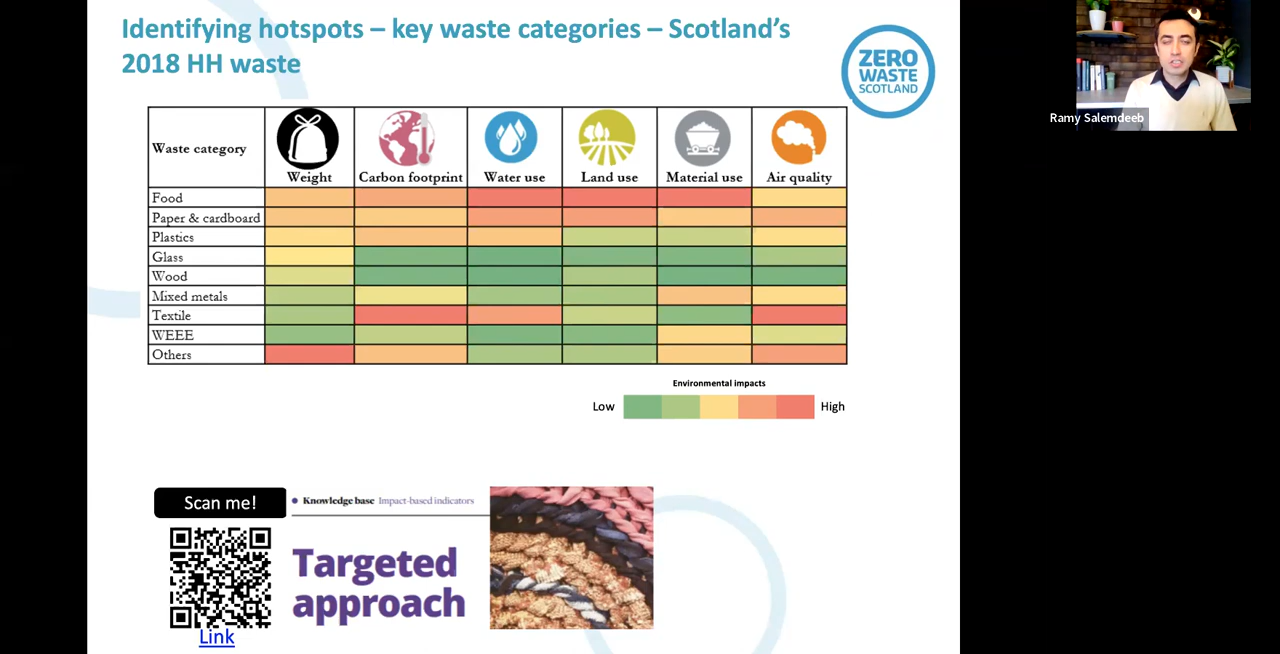 Identifying hotspots – key waste categories – Scotland's
2018 HH waste
ZERO
WASTE
SCOTLAND
Ramy Salemdeeb
Waste category
Weight
Carbon footprint
Water use
Land use
Material use
Air quality
Food
Paper & cardboard
Plastics
Glass
Wood
Mixed metals
Textile
WEEE
Others
Environmental impacts
Low
High
Scan me!
Knowledge base Impact-based indicators
Targeted
approach
Link